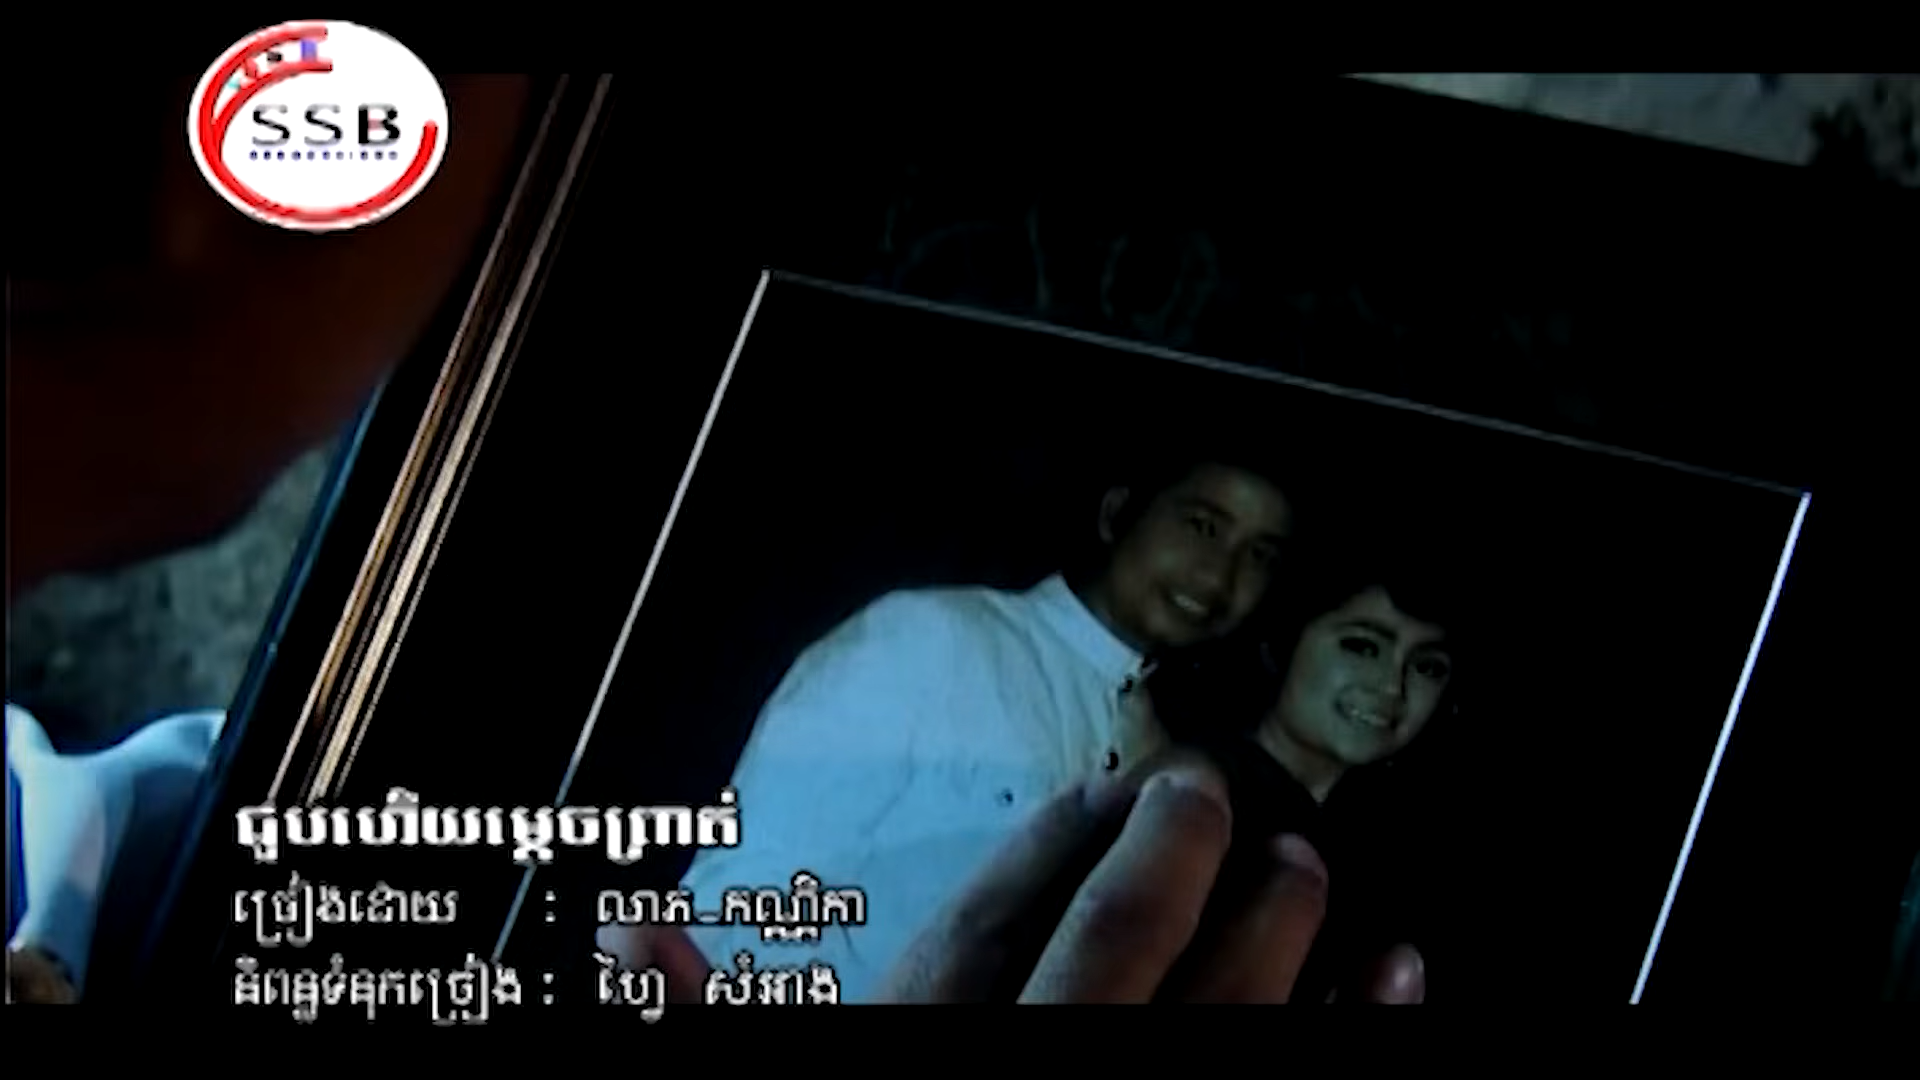 SSB
ជួបហើយម្ដេចព្រាត់
ច្រៀងដោយ : លាភ_កណ្ណិកា
និពន្ធទំនុកច្រៀង : ហ្វៃ សំអាង